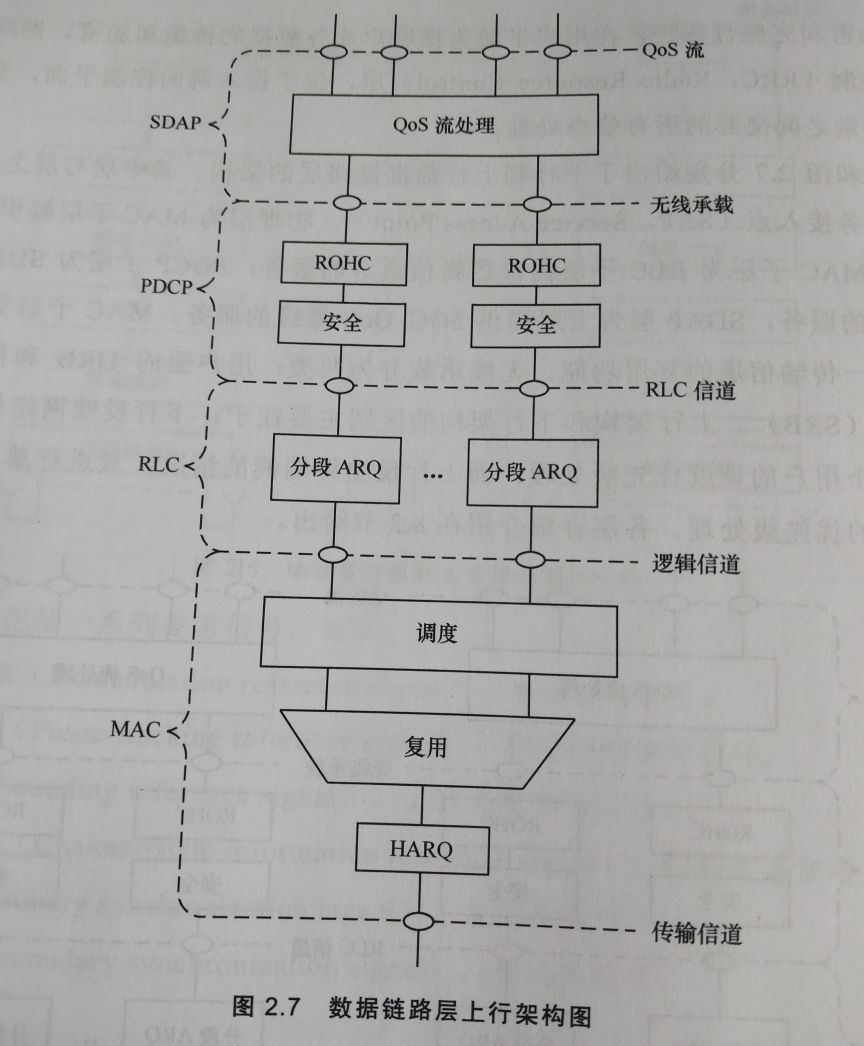 QoS 流
SDAP
QoS 流处理
无线承载
ROHC
ROHC
PDCP
安全
安全
RLC 信道
RLC
分段 ARQ
...
分段 ARQ
逻辑信道
调度
MAC
复用
HARQ
传输信道
图 2.7 数据链路层上行架构图